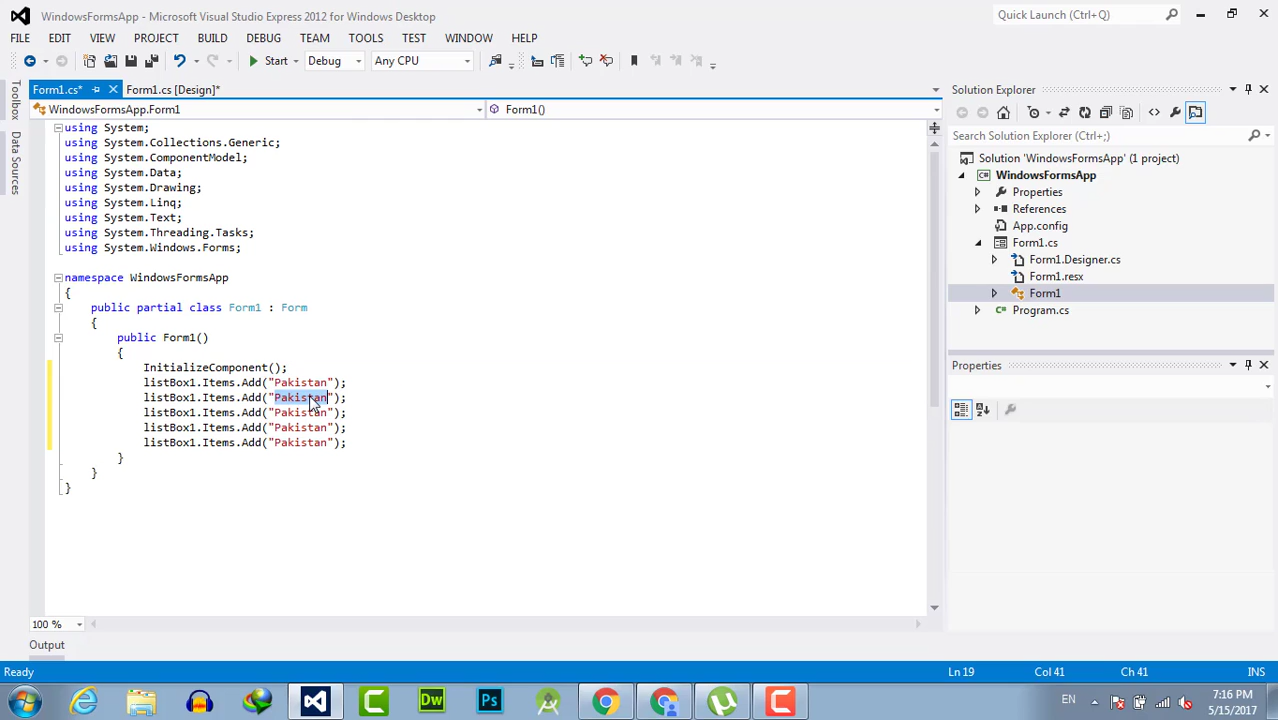 WindowsFormsApp - Microsoft Visual Studio Express 2012 for Windows Desktop
Quick Launch (Ctrl+Q)
FILE EDIT VIEW PROJECT BUILD DEBUG TEAM TOOLS TEST WINDOW HELP
Start Debug Any CPU
Toolbox
Data Sources
Form1.cs* Form1.cs [Design]*
WindowsFormsApp.Form1 Form1()
using System;
using System.Collections.Generic;
using System.ComponentModel;
using System.Data;
using System.Drawing;
using System.Linq;
using System.Text;
using System.Threading.Tasks;
using System.Windows.Forms;
namespace WindowsFormsApp
{
public partial class Form1 : Form
{
public Form1()
{
InitializeComponent();
listBox1.Items.Add("Pakistan");
listBox1.Items.Add("Pakistan");
listBox1.Items.Add("Pakistan");
listBox1.Items.Add("Pakistan");
listBox1.Items.Add("Pakistan");
}
}
}
100 %
Output
Solution Explorer
Search Solution Explorer (Ctrl+;)
Solution 'WindowsFormsApp' (1 project)
C# WindowsFormsApp
Properties
References
App.config
Form1.cs
Form1.Designer.cs
Form1.resx
Form1
Program.cs
Properties
Ready Ln 19 Col 41 Ch 41 INS
Dw Ps EN 7:16 PM
5/15/2017